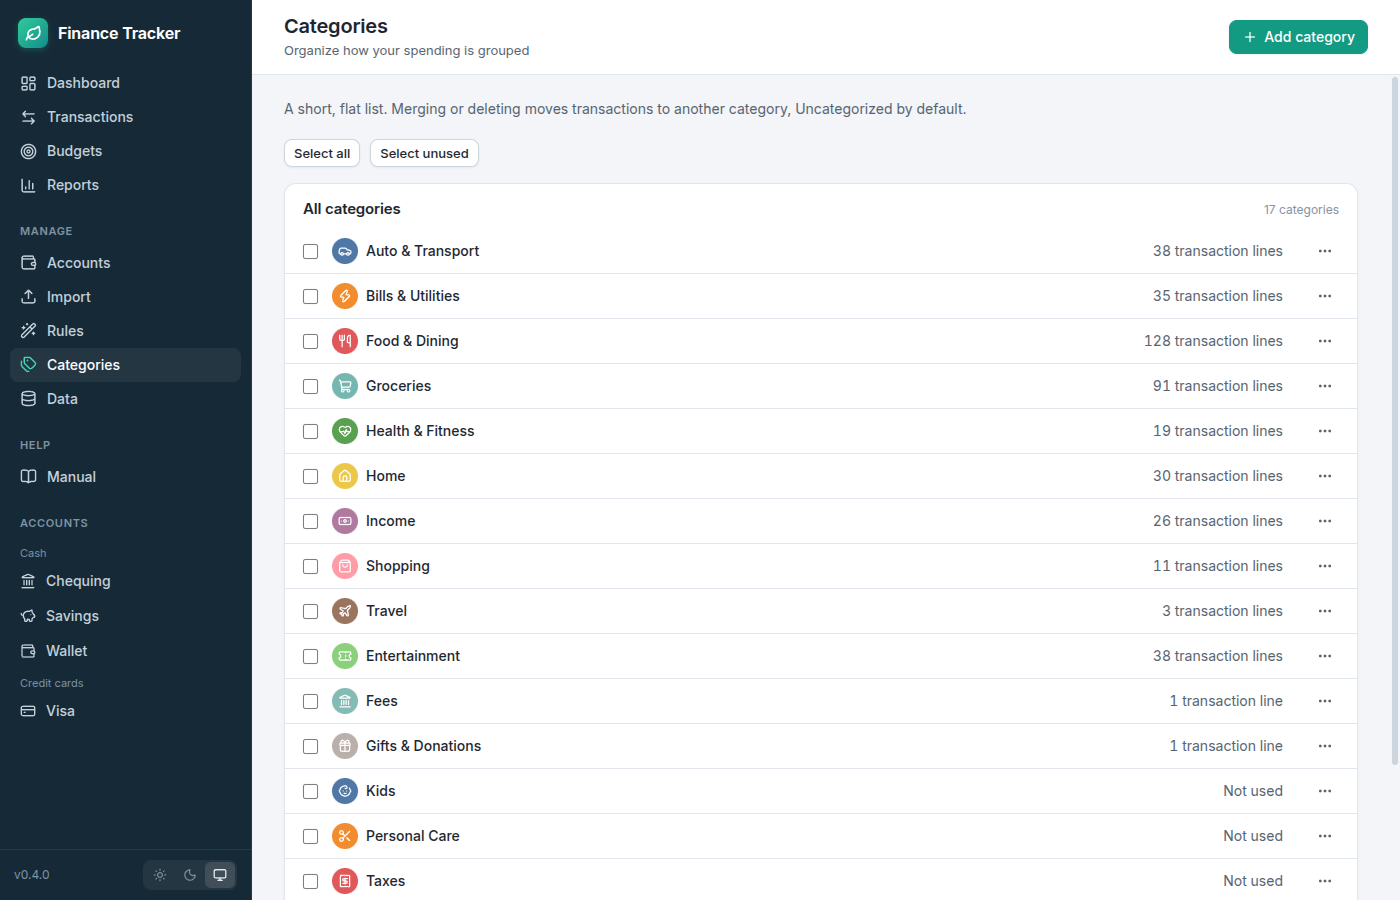 Finance Tracker
Dashboard
Transactions
Budgets
Reports
MANAGE
Accounts
Import
Rules
Categories
Data
HELP
Manual
ACCOUNTS
Cash
Chequing
Savings
Wallet
Credit cards
Visa
v0.4.0
Categories
Organize how your spending is grouped
Add category
A short, flat list. Merging or deleting moves transactions to another category, Uncategorized by default.
Select all
Select unused
All categories
17 categories
Auto & Transport
38 transaction lines
Bills & Utilities
35 transaction lines
Food & Dining
128 transaction lines
Groceries
91 transaction lines
Health & Fitness
19 transaction lines
Home
30 transaction lines
Income
26 transaction lines
Shopping
11 transaction lines
Travel
3 transaction lines
Entertainment
38 transaction lines
Fees
1 transaction line
Gifts & Donations
1 transaction line
Kids
Not used
Personal Care
Not used
Taxes
Not used